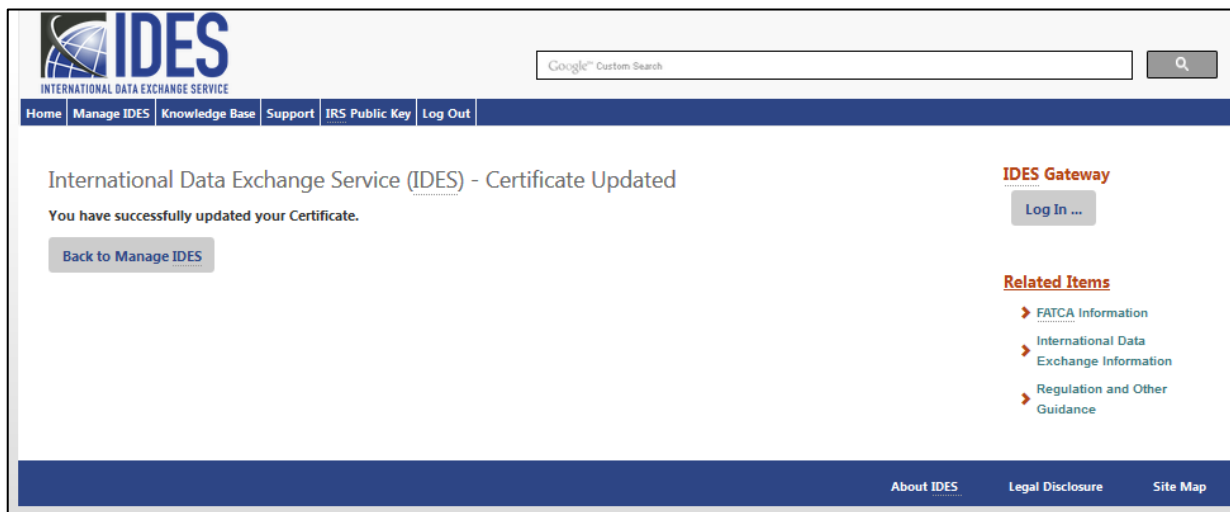 IDES
INTERNATIONAL DATA EXCHANGE SERVICE
Google™ Custom Search
Home Manage IDES Knowledge Base Support IRS Public Key Log Out
International Data Exchange Service (IDES) - Certificate Updated
You have successfully updated your Certificate.
Back to Manage IDES
IDES Gateway
Log In ...
Related Items
FATCA Information
International Data
Exchange Information
Regulation and Other
Guidance
About IDES Legal Disclosure Site Map